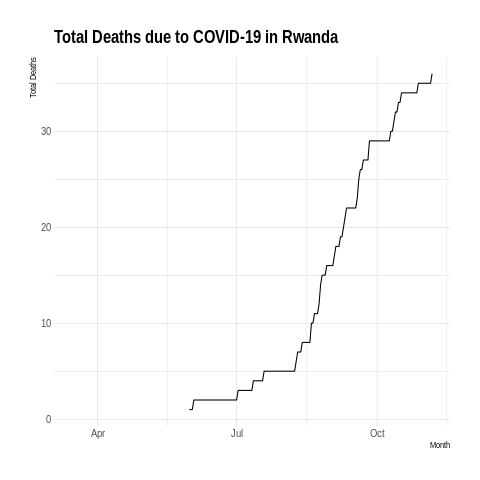 Total Deaths due to COVID-19 in Rwanda
Total Deaths
30
20
10
0
Apr
Jul
Oct
Month